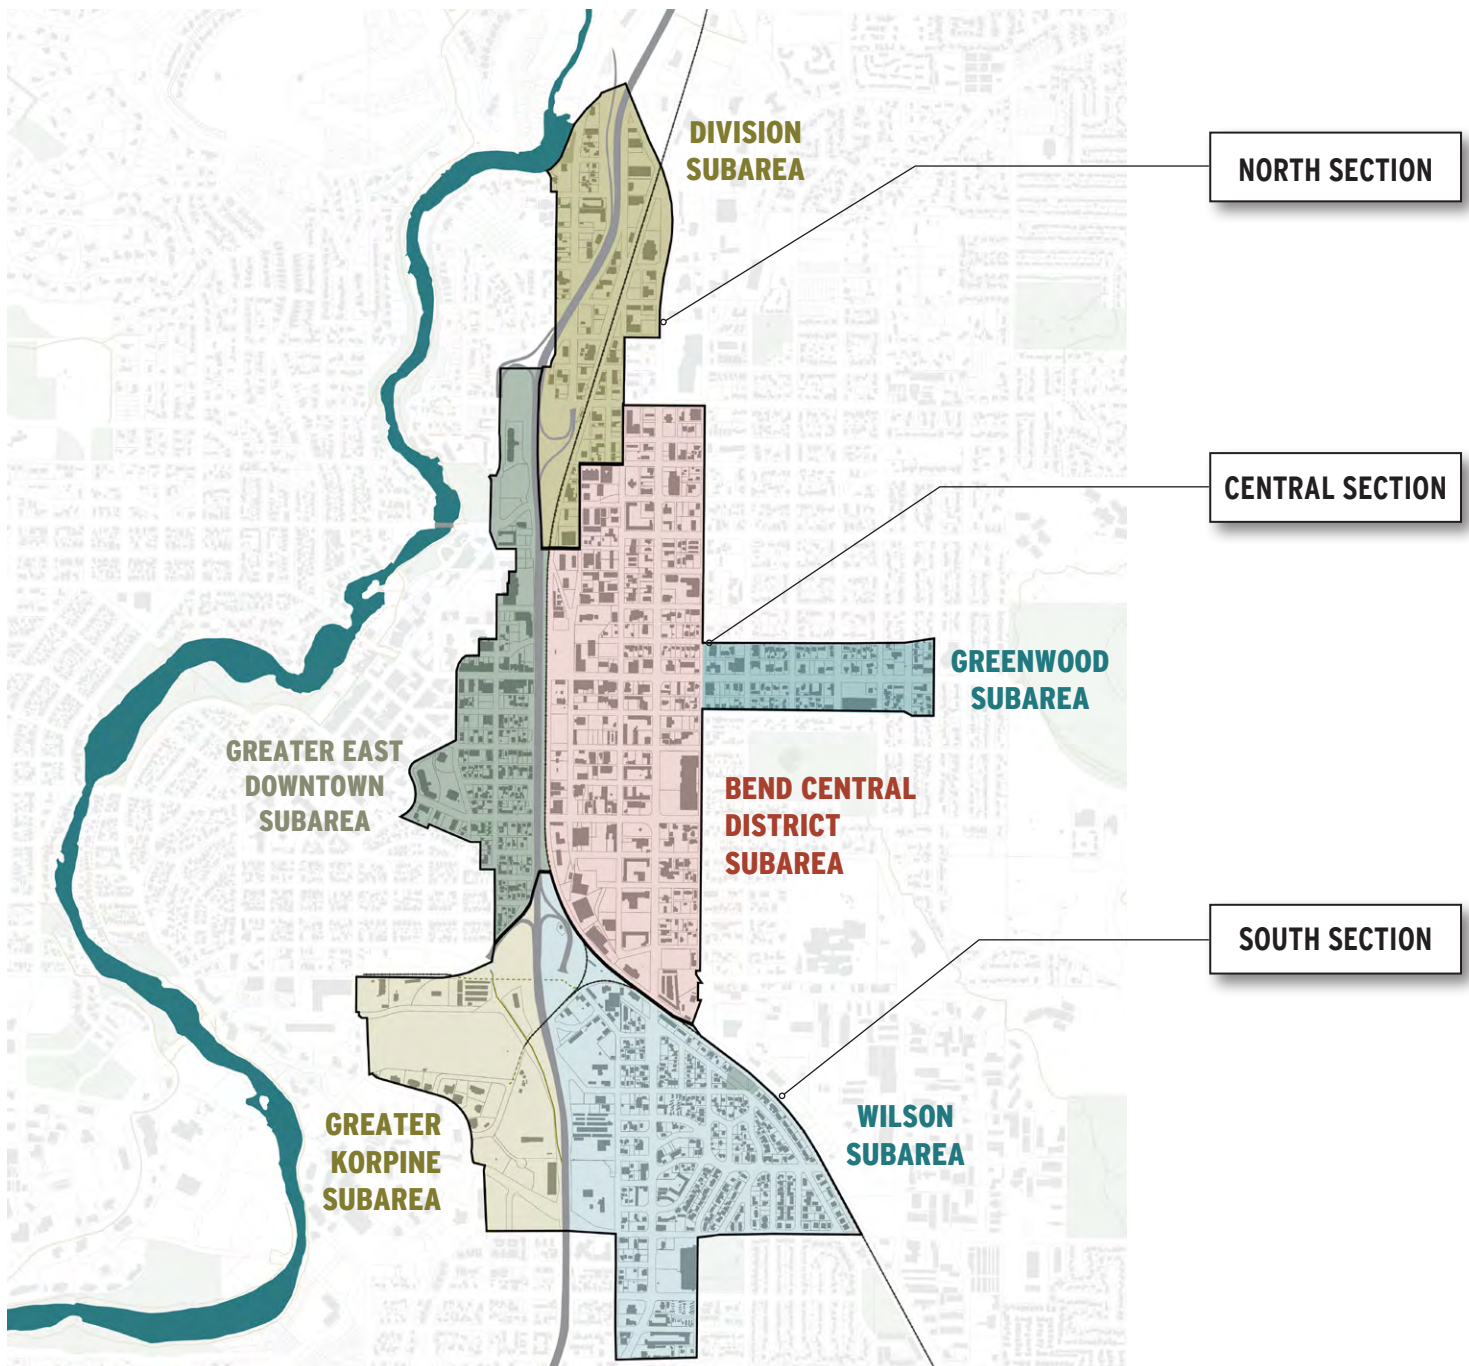 DIVISION
SUBAREA
NORTH SECTION
CENTRAL SECTION
GREENWOOD
SUBAREA
GREATER EAST
DOWNTOWN
SUBAREA
BEND CENTRAL
DISTRICT
SUBAREA
SOUTH SECTION
GREATER
KORPINE
SUBAREA
WILSON
SUBAREA